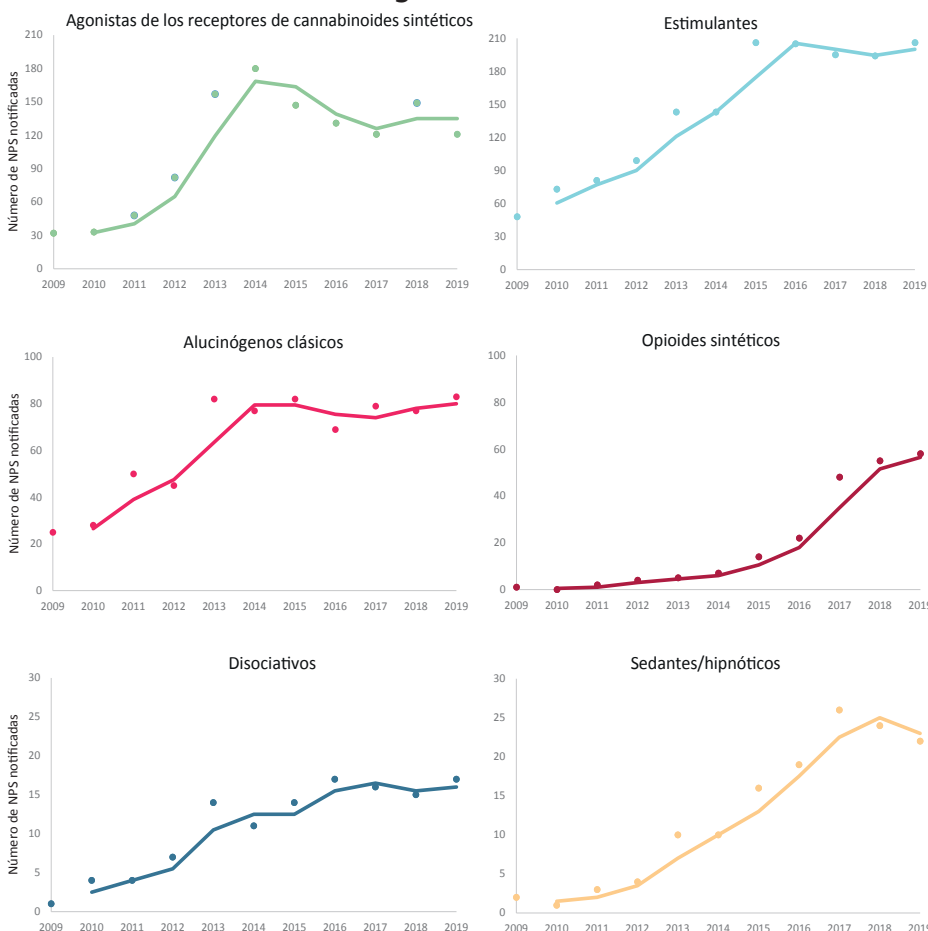 Agonistas de los receptores de cannabinoides sintéticos
Número de NPS notificadas
210
180
150
120
90
60
30
0
2009 2010 2011 2012 2013 2014 2015 2016 2017 2018 2019
Estimulantes
210
180
150
120
90
60
30
0
2009 2010 2011 2012 2013 2014 2015 2016 2017 2018 2019
Alucinógenos clásicos
Número de NPS notificadas
100
80
60
40
20
0
2009 2010 2011 2012 2013 2014 2015 2016 2017 2018 2019
Opioides sintéticos
100
80
60
40
20
0
2009 2010 2011 2012 2013 2014 2015 2016 2017 2018 2019
Disociativos
Número de NPS notificadas
30
25
20
15
10
5
0
2009 2010 2011 2012 2013 2014 2015 2016 2017 2018 2019
Sedantes/hipnóticos
30
25
20
15
10
5
0
2009 2010 2011 2012 2013 2014 2015 2016 2017 2018 2019